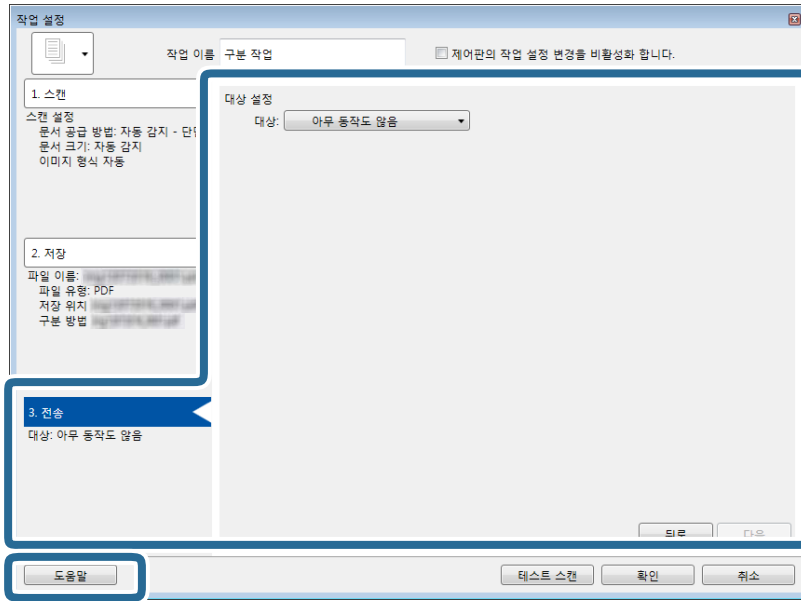 작업 설정
작업 이름 구분 작업 제어판의 작업 설정 변경을 비활성화 합니다.
1. 스캔
스캔 설정
문서 공급 방법: 자동 감지 - 단면
문서 크기: 자동 감지
이미지 형식 자동
2. 저장
파일 이름:
파일 유형: PDF
저장 위치
구분 방법
3. 전송
대상: 아무 동작도 않음
대상 설정
대상: 아무 동작도 않음
뒤로 다음
도움말 테스트 스캔 확인 취소